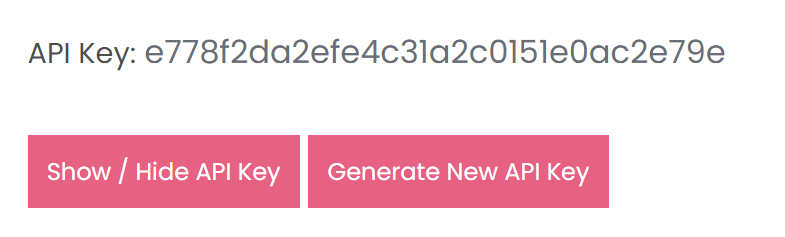 API Key: e778f2da2efe4c31a2c0151e0ac2e79e
Show / Hide API Key
Generate New API Key